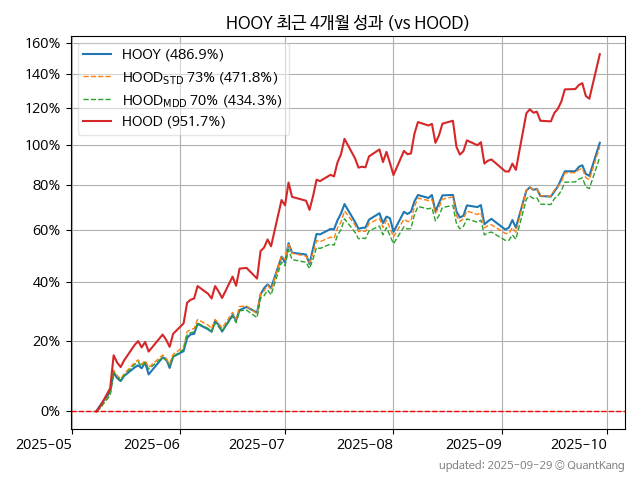 HOOY 최근 4개월 성과 (vs HOOD)
HOOY (486.9%)
HOOD_STD 73% (471.8%)
HOOD_MDD 70% (434.3%)
HOOD (951.7%)
160%
140%
120%
100%
80%
60%
40%
20%
0%
2025-05 2025-06 2025-07 2025-08 2025-09 2025-10
updated: 2025-09-29 © QuantKang